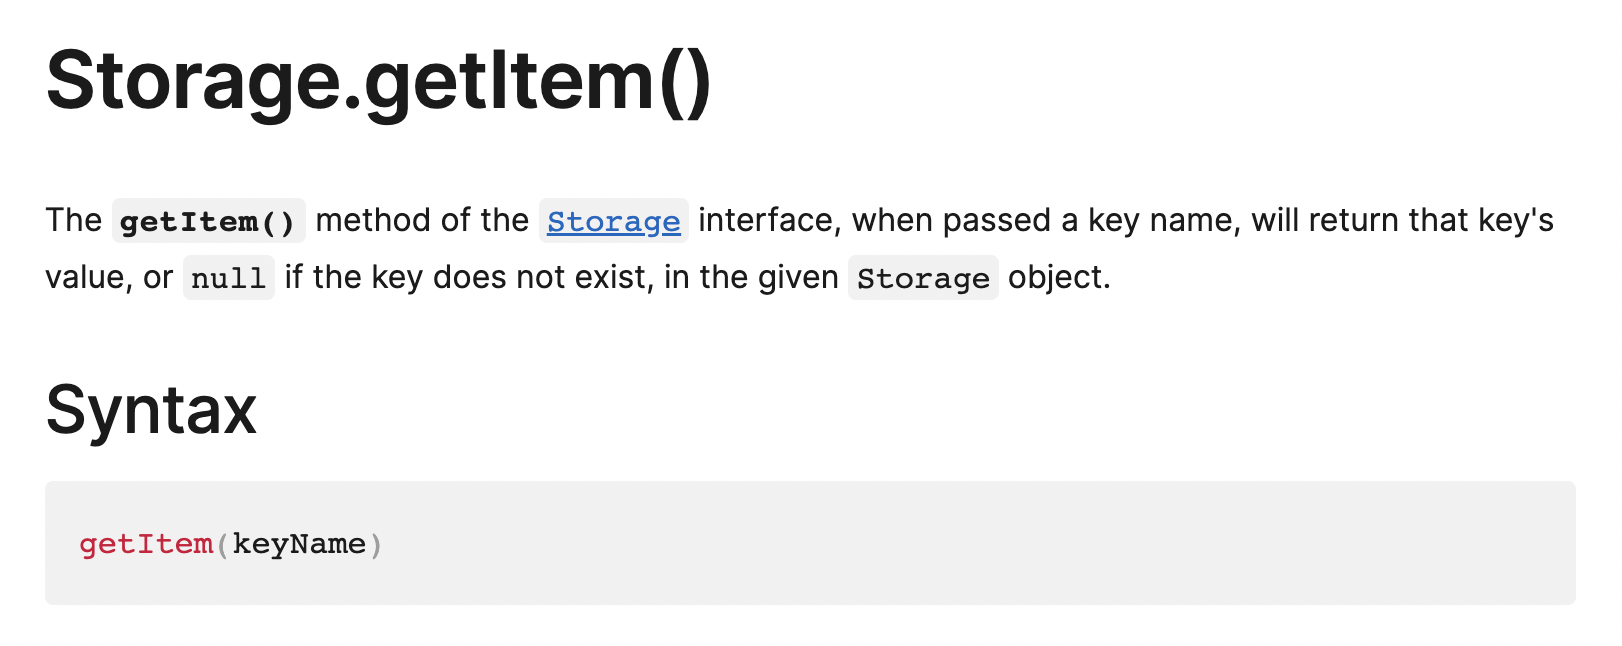 Storage.getItem()
The getItem() method of the Storage interface, when passed a key name, will return that key's
value, or null if the key does not exist, in the given Storage object.
Syntax
getItem(keyName)